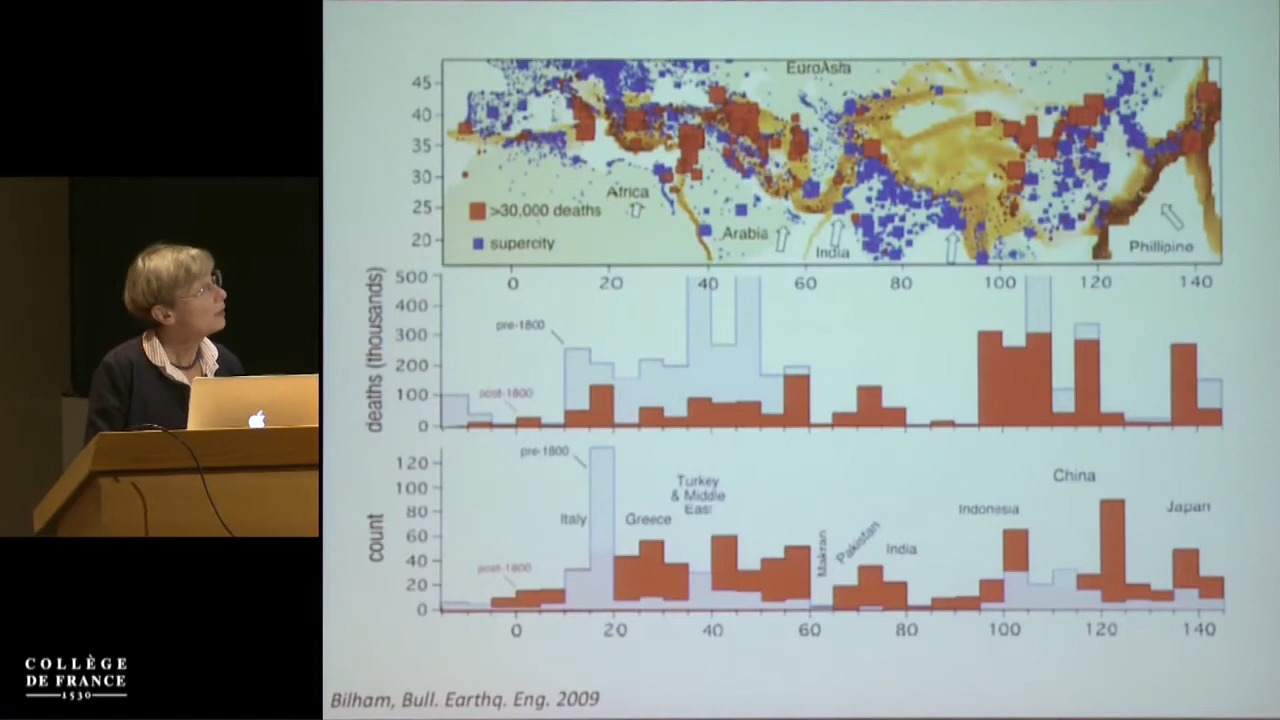 EuroAsia
45
40
35
30
25
20
Africa
>30,000 deaths
supercity
Arabia
India
Phillipine
0 20 40 60 80 100 120 140
deaths (thousands)
500
400
300
200
100
0
pre-1800
post-1800
count
120
100
80
60
40
20
0
pre-1800
post-1800
Italy
Greece
Turkey
& Middle
East
Makran
Pakistan
India
Indonesia
China
Japan
0 20 40 60 80 100 120 140
Bilham, Bull. Earthq. Eng. 2009
COLLÈGE
DE FRANCE
1530